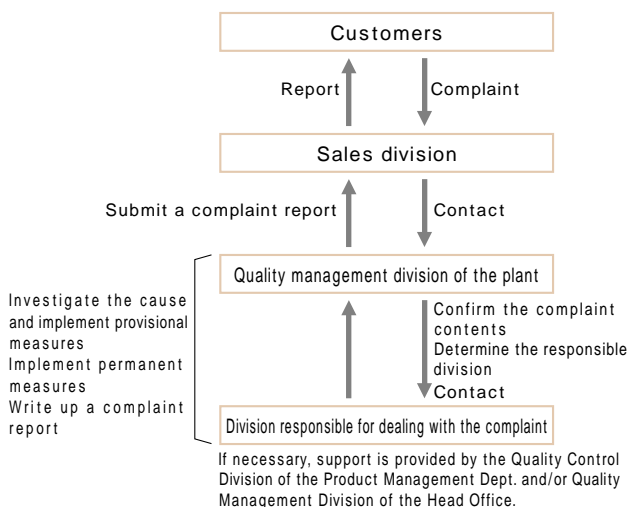 Customers
Report
Complaint
Sales division
Submit a complaint report
Contact
Quality management division of the plant
Investigate the cause
and implement provisional
measures
Implement permanent
measures
Write up a complaint
report
Confirm the complaint
contents
Determine the responsible
division
Contact
Division responsible for dealing with the complaint
If necessary, support is provided by the Quality Control
Division of the Product Management Dept. and/or Quality
Management Division of the Head Office.